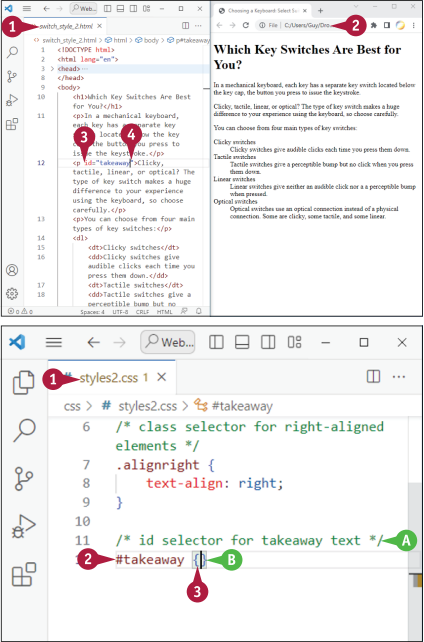 switch_style_2.html
switch_style_2.html > html > body > p#takeaway
1 <!DOCTYPE html>
2 <html lang="en">
3 > <head>...
9 <body>
10 <h1>Which Key Switches Are Best
for You?</h1>
11 <p>In a mechanical keyboard,
each key has a separate key
below the key
button you press to
issue the keystroke.</p>
12 <p id="takeaway">Clicky,
tactile, linear, or optical? The
type of key switch makes a huge
difference to your experience
using the keyboard, so choose
carefully.</p>
13 <p>You can choose from four main
types of key switches:</p>
14 <dl>
15 <dt>Clicky switches</dt>
16 <dd>Clicky switches give
audible clicks each time you
press them down.</dd>
17 <dt>Tactile switches</dt>
18 <dd>Tactile switches give a
perceptible bump but no
0 0 Spaces: 4 UTF-8 CRLF HTML
1
3
4
Choosing a Keyboard: Select S
File C:/Users/Guy/Dro
2
Which Key Switches Are Best for
You?
In a mechanical keyboard, each key has a separate key switch located below
the key cap, the button you press to issue the keystroke.
Clicky, tactile, linear, or optical? The type of key switch makes a huge
difference to your experience using the keyboard, so choose carefully.
You can choose from four main types of key switches:
Clicky switches
Clicky switches give audible clicks each time you press them down.
Tactile switches
Tactile switches give a perceptible bump but no click when you press
them down.
Linear switches
Linear switches give neither an audible click nor a perceptible bump
when pressed.
Optical switches
Optical switches use an optical connection instead of a physical
connection. Some are clicky, some tactile, and some linear.
Web...
1 # styles2.css 1
css > # styles2.css > #takeaway
6 /* class selector for right-aligned
elements */
7 .alignright {
8 text-align: right;
9 }
10
11 /* id selector for takeaway text */ A
2 #takeaway {} B
3